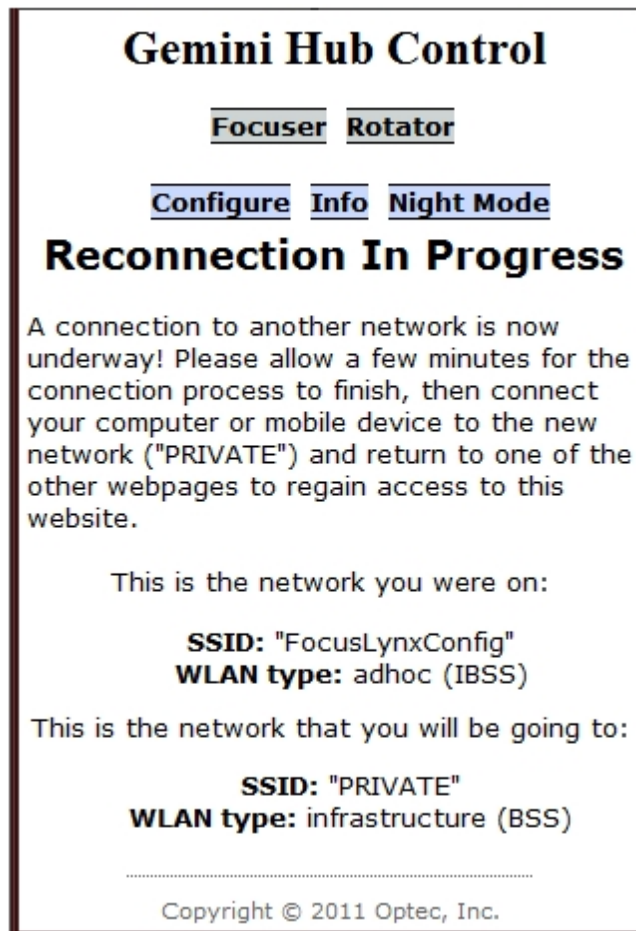 Gemini Hub Control
Focuser Rotator
Configure Info Night Mode
Reconnection In Progress
A connection to another network is now
underway! Please allow a few minutes for the
connection process to finish, then connect
your computer or mobile device to the new
network ("PRIVATE") and return to one of the
other webpages to regain access to this
website.
This is the network you were on:
SSID: "FocusLynxConfig"
WLAN type: adhoc (IBSS)
This is the network that you will be going to:
SSID: "PRIVATE"
WLAN type: infrastructure (BSS)
Copyright © 2011 Optec, Inc.